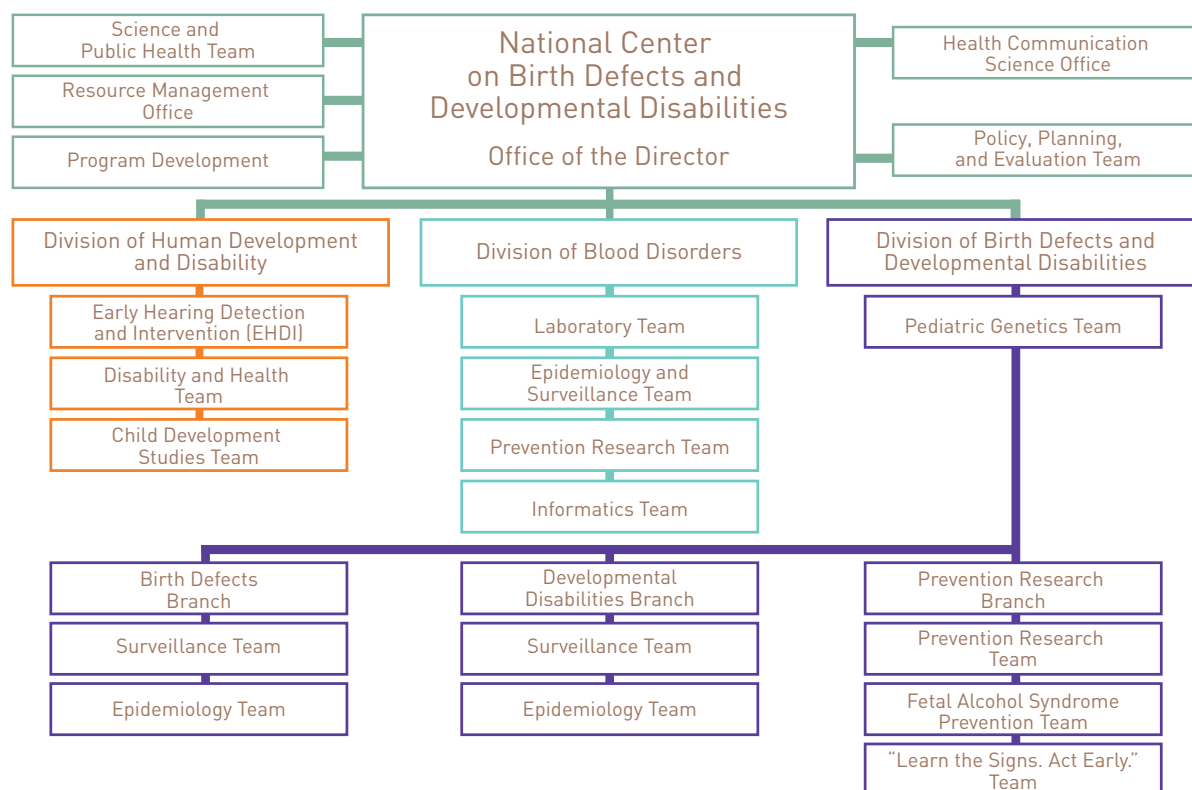 Science and
Public Health Team
Resource Management
Office
Program Development
National Center
on Birth Defects and
Developmental Disabilities
Office of the Director
Health Communication
Science Office
Policy, Planning,
and Evaluation Team
Division of Human Development
and Disability
Early Hearing Detection
and Intervention (EHDI)
Disability and Health
Team
Child Development
Studies Team
Division of Blood Disorders
Laboratory Team
Epidemiology and
Surveillance Team
Prevention Research Team
Informatics Team
Division of Birth Defects and
Developmental Disabilities
Pediatric Genetics Team
Birth Defects
Branch
Surveillance Team
Epidemiology Team
Developmental
Disabilities Branch
Surveillance Team
Epidemiology Team
Prevention Research
Branch
Prevention Research
Team
Fetal Alcohol Syndrome
Prevention Team
“Learn the Signs. Act Early.”
Team